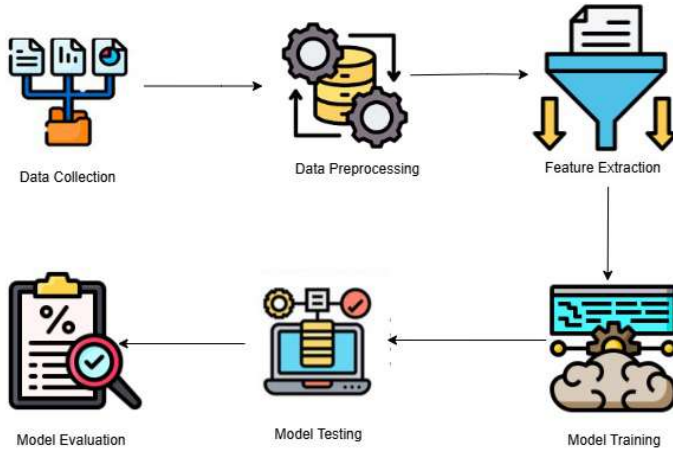 Data Collection
Data Preprocessing
Feature Extraction
%
Model Evaluation
Model Testing
Model Training